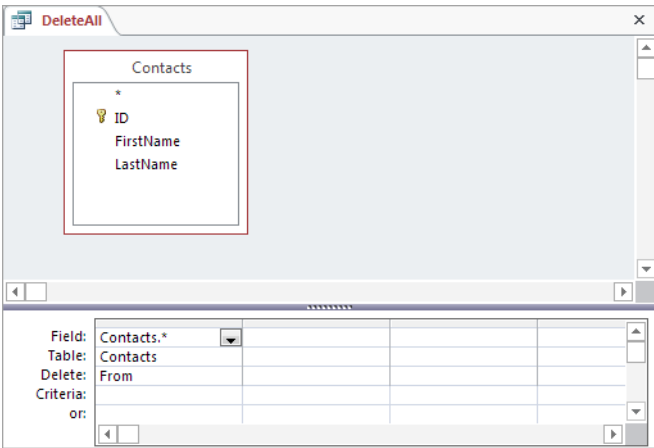 DeleteAll
Contacts
*
ID
FirstName
LastName
Field: Contacts.*
Table: Contacts
Delete: From
Criteria:
or: